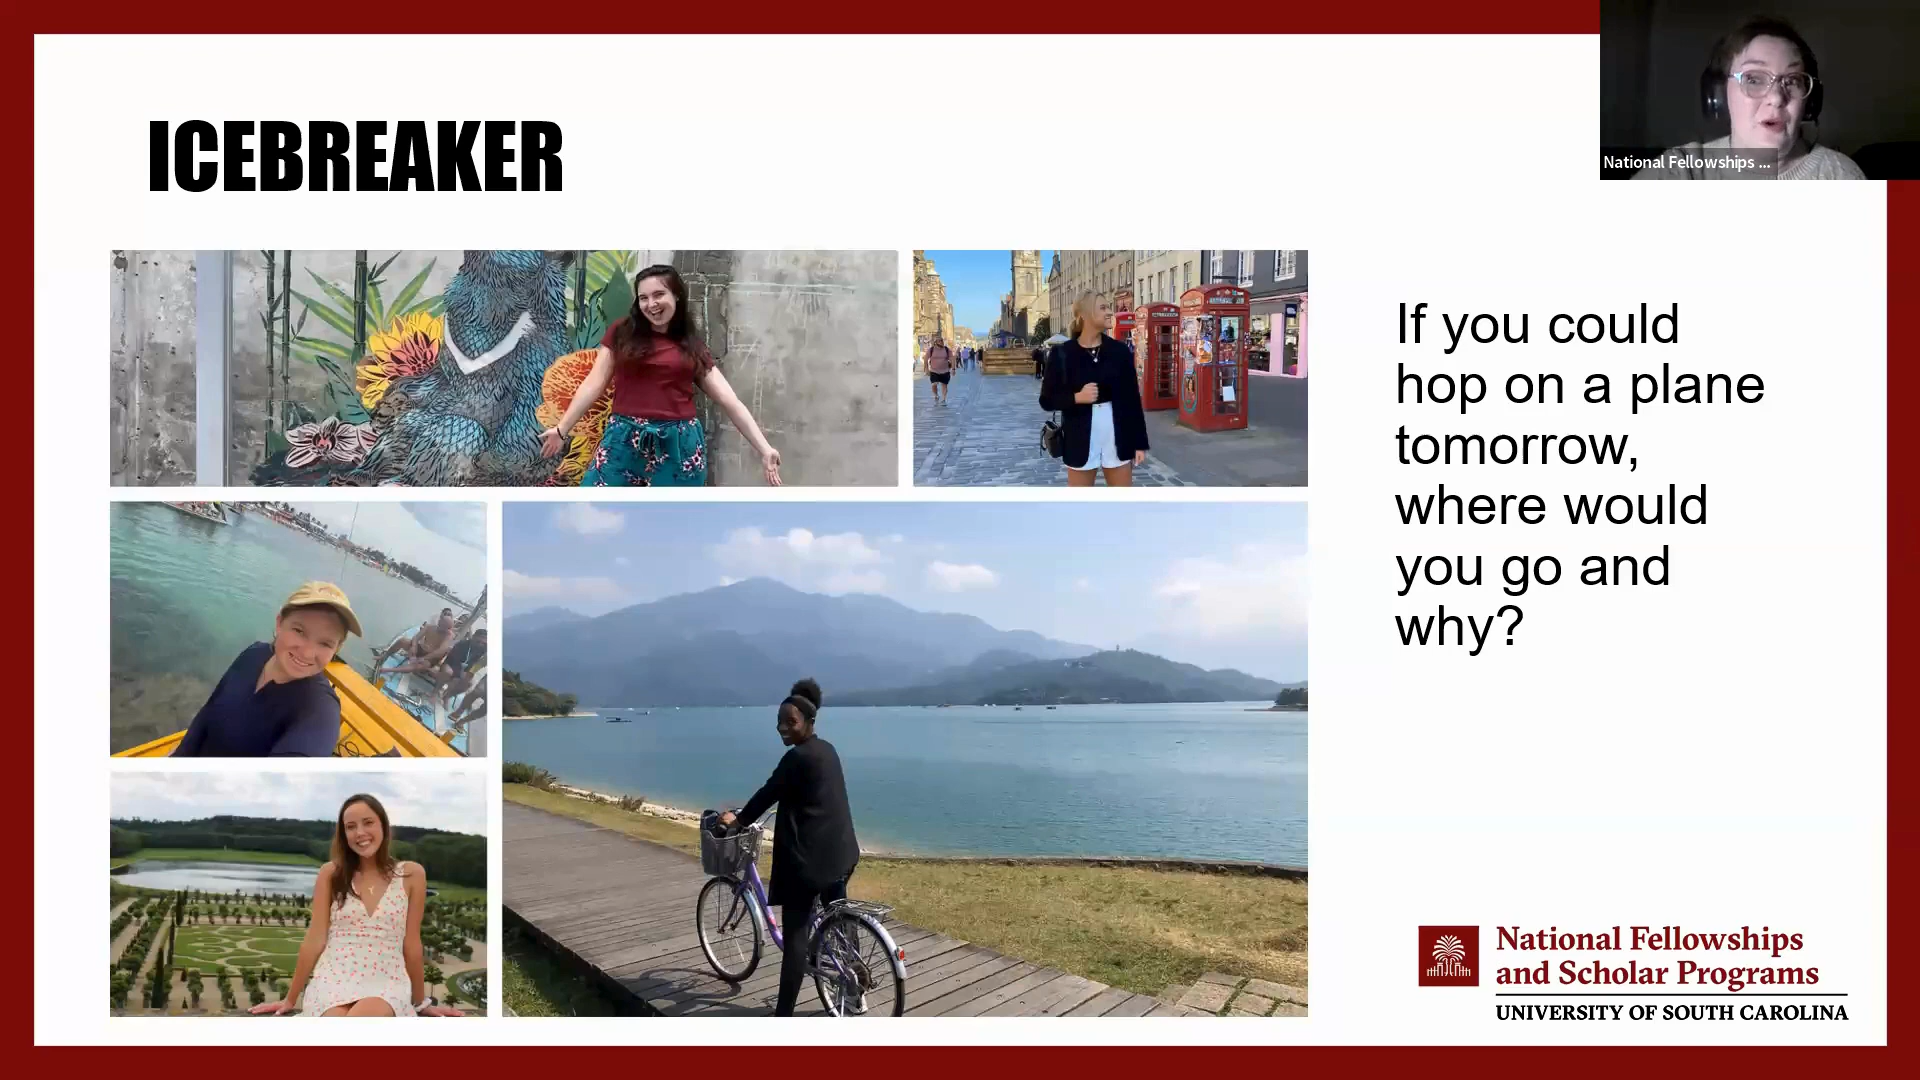 ICEBREAKER
National Fellowships ...
If you could
hop on a plane
tomorrow,
where would
you go and
why?
National Fellowships
and Scholar Programs
UNIVERSITY OF SOUTH CAROLINA